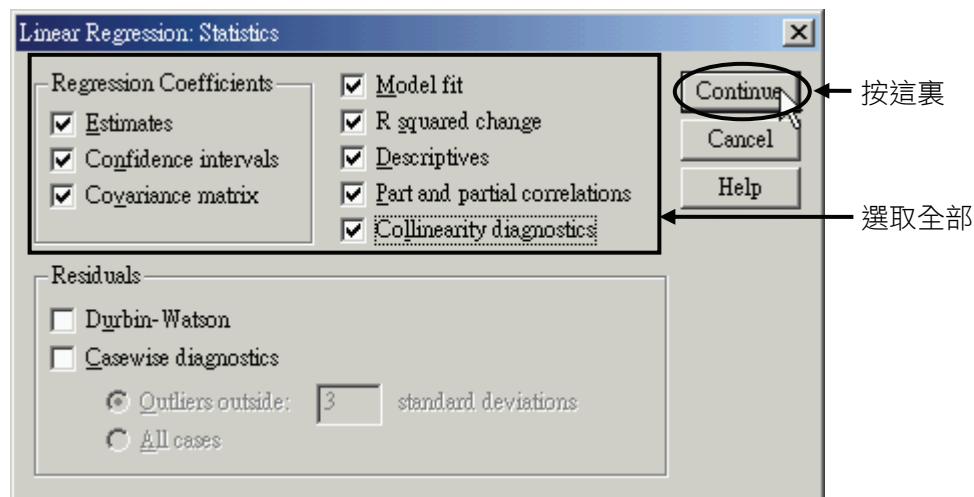 Linear Regression: Statistics
Regression Coefficients
Estimates
Confidence intervals
Covariance matrix
Model fit
R squared change
Descriptives
Part and partial correlations
Collinearity diagnostics
Continue
Cancel
Help
按這裏
選取全部
Residuals
Durbin-Watson
Casewise diagnostics
Outliers outside: 3 standard deviations
All cases